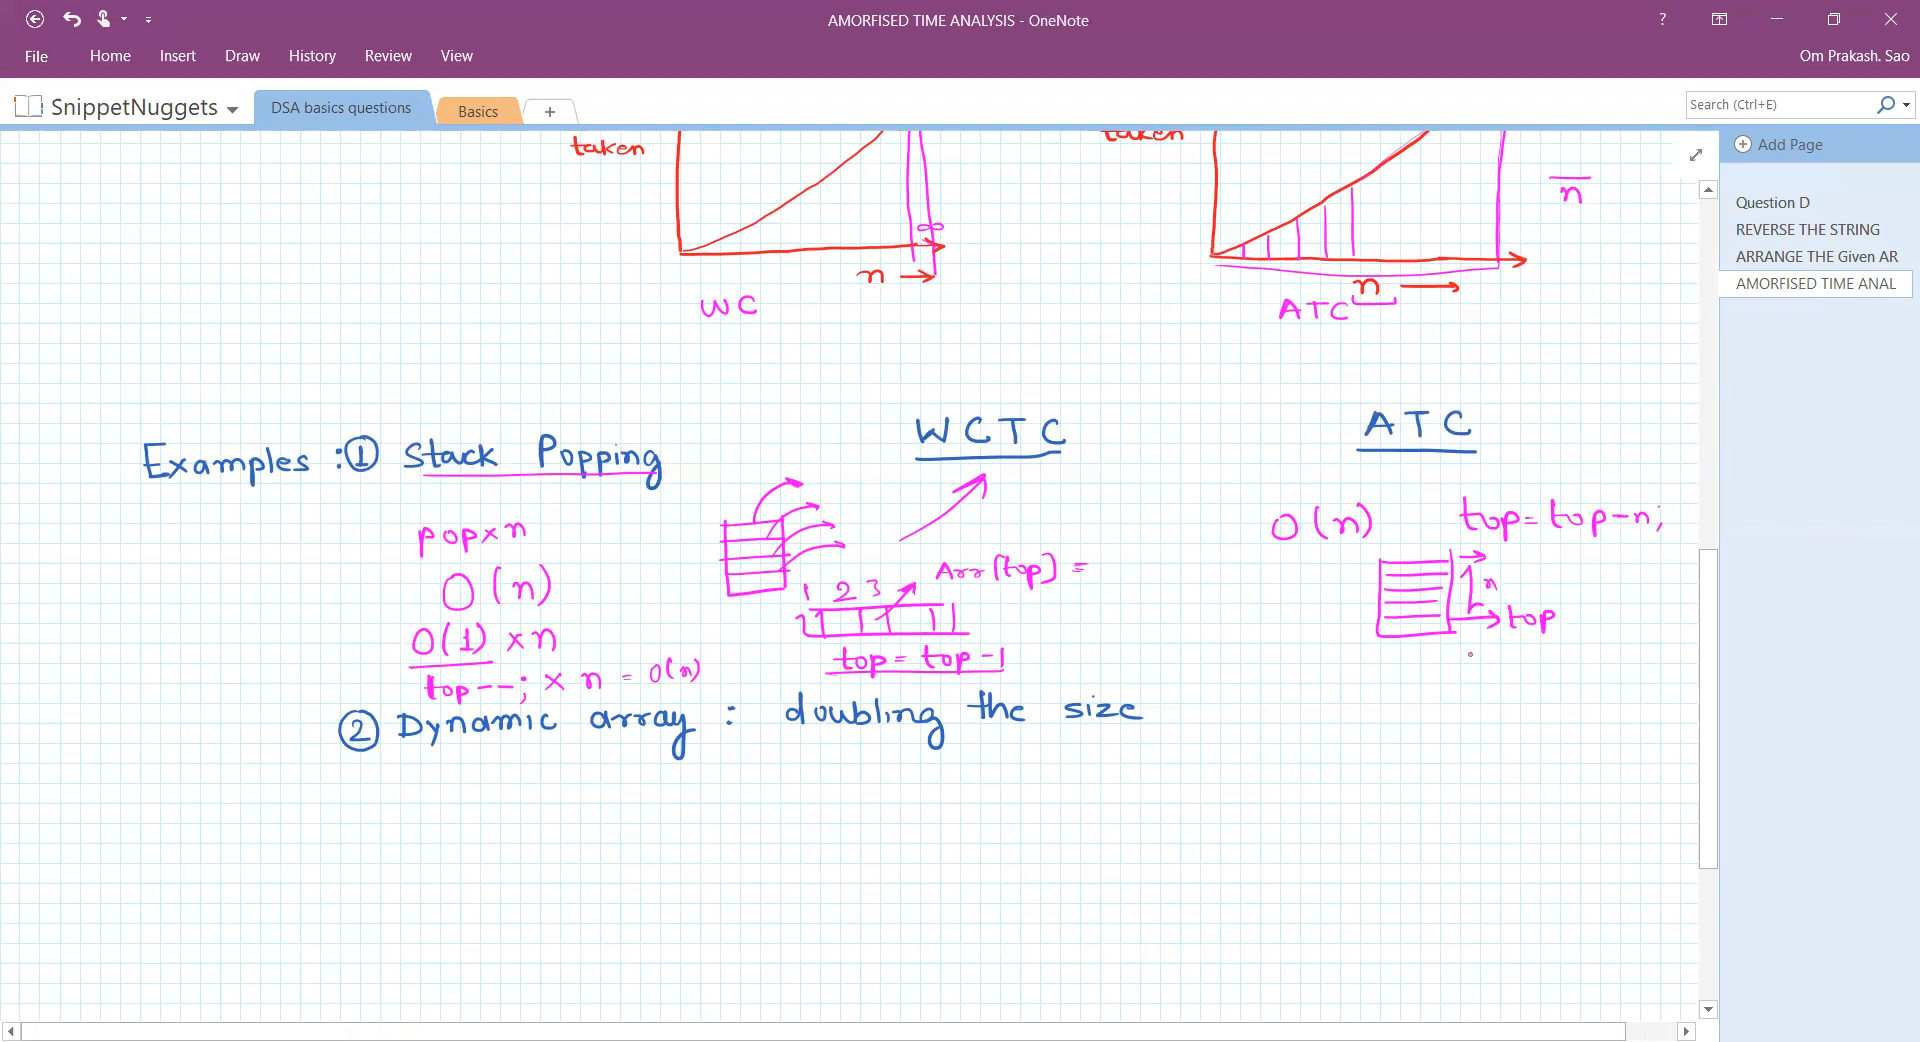 AMORFISED TIME ANALYSIS - OneNote
?
File Home Insert Draw History Review View
Om Prakash. Sao
SnippetNuggets
DSA basics questions
Basics
+
Search (Ctrl+E)
Add Page
Question D
REVERSE THE STRING
ARRANGE THE Given AR
AMORFISED TIME ANAL
taken
n
∞
WC
taken
n
n
ATC
Examples : ① Stack Popping
WCTC
ATC
pop x n
O(n)
O(1) x n
top--; x n = O(n)
Arr[top] =
1 2 3
top = top-1
O(n)
top = top-n;
n
top
② Dynamic array : doubling the size